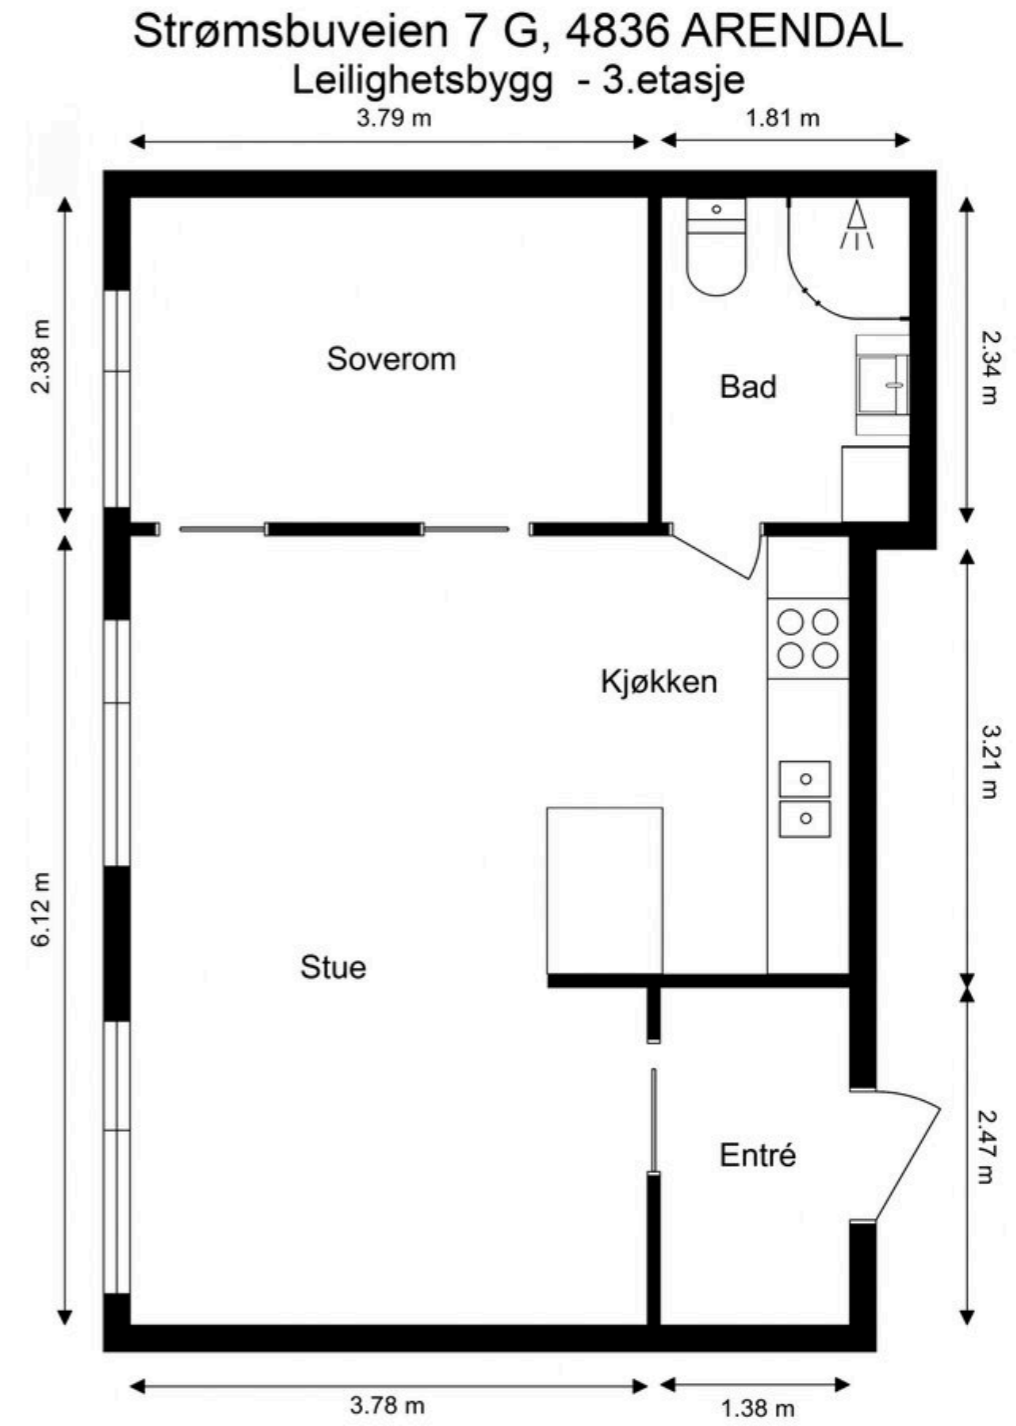 Strømsbuveien 7 G, 4836 ARENDAL
Leilighetsbygg - 3.etasje
3.79 m
1.81 m
2.38 m
Soverom
Bad
2.34 m
Kjøkken
3.21 m
6.12 m
Stue
Entré
2.47 m
3.78 m
1.38 m